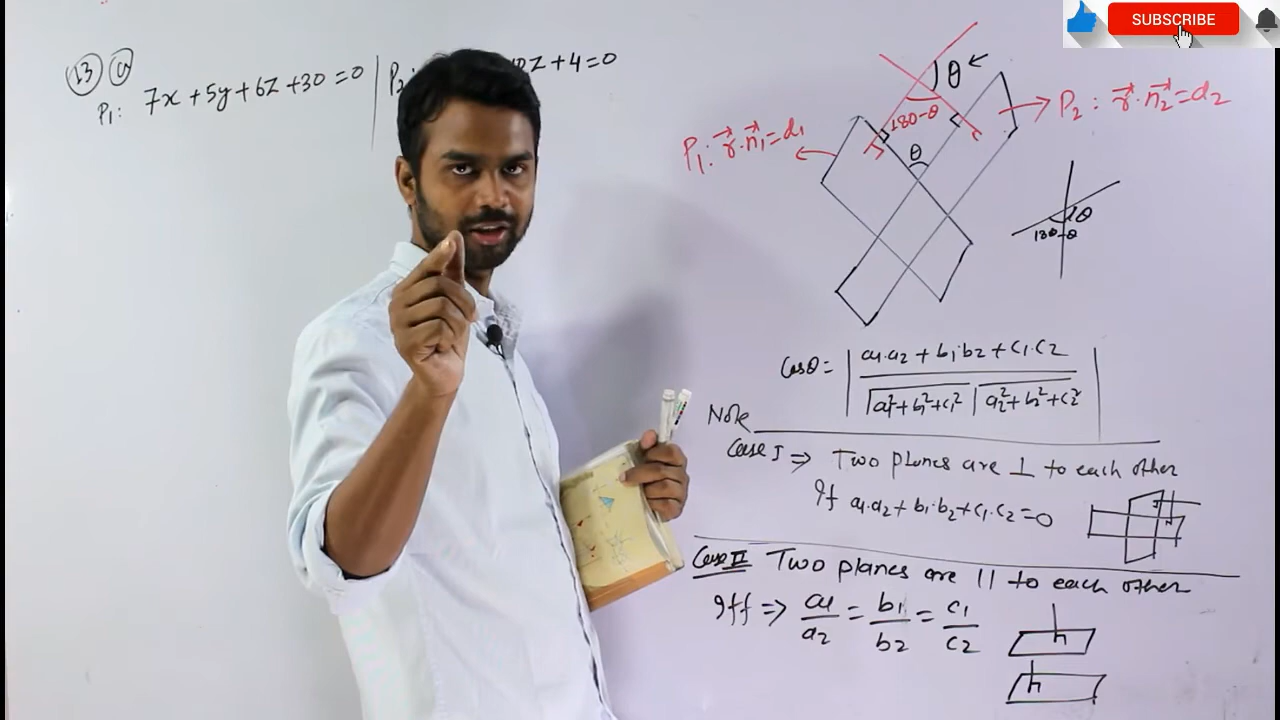 SUBSCRIBE
13 a
P1: 7x + 5y + 6z + 30 = 0 | P2: z + 4 = 0
θ
180-θ
θ
P1: r⃗.n⃗1 = d1
P2 : r⃗.n⃗2 = d2
θ
180-θ
Cosθ = | a1.a2 + b1.b2 + c1.c2 / √a1²+b1²+c1² √a2²+b2²+c2² |
Note
Case I ⇒ Two planes are ⊥ to each other
If a1.a2 + b1.b2 + c1.c2 = 0
Case II Two planes are || to each other
Iff ⇒ a1/a2 = b1/b2 = c1/c2